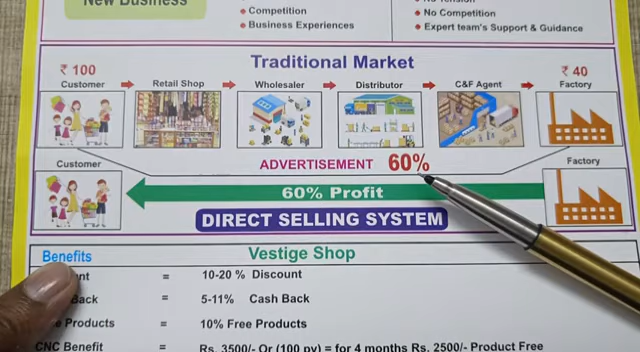 New Business
• Competition
• Business Experiences
• No Competition
• Expert team's Support & Guidance
Traditional Market
₹ 100
₹ 40
Customer
Retail Shop
Wholesaler
Distributor
C&F Agent
Factory
ADVERTISEMENT 60%
Customer
Factory
60% Profit
DIRECT SELLING SYSTEM
Benefits
Vestige Shop
= 10-20 % Discount
Back = 5-11% Cash Back
Products = 10% Free Products
CNC Benefit = Rs. 3500/- Or (100 pv) = for 4 months Rs. 2500/- Product Free